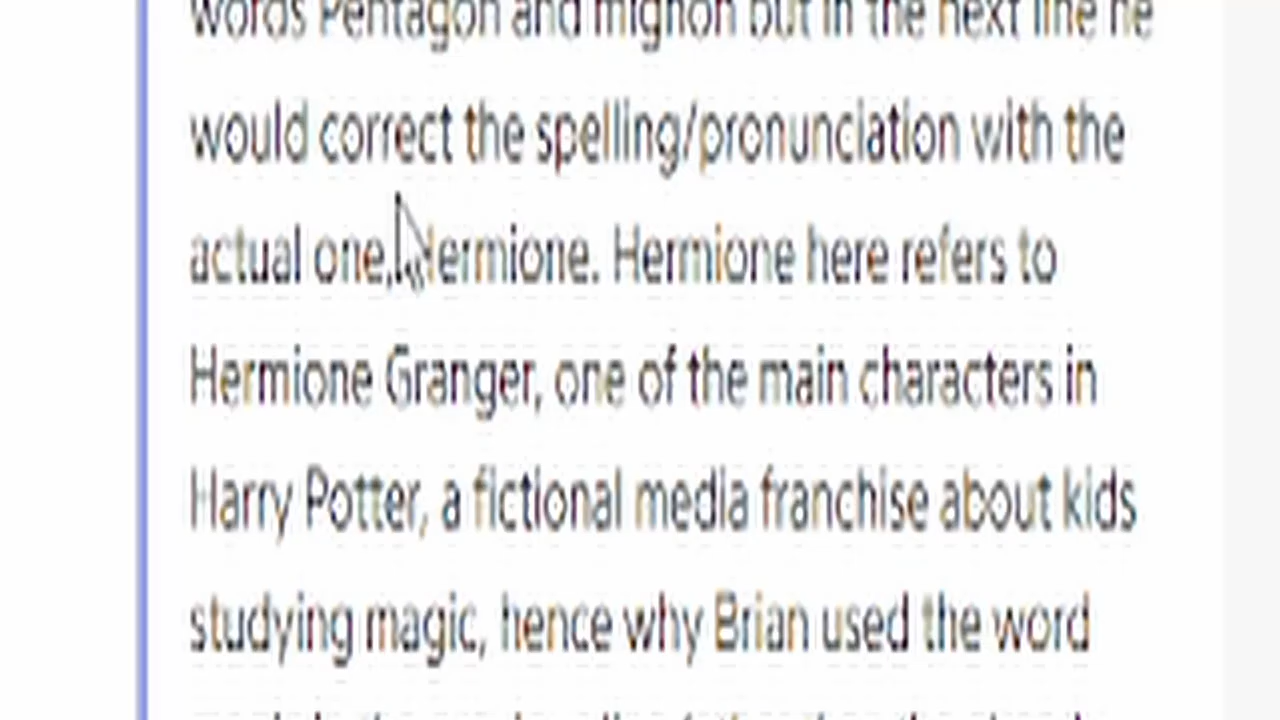 words Pentagon and mignon but in the next line he
would correct the spelling/pronunciation with the
actual one, Hermione. Hermione here refers to
Hermione Granger, one of the main characters in
Harry Potter, a fictional media franchise about kids
studying magic, hence why Brian used the word